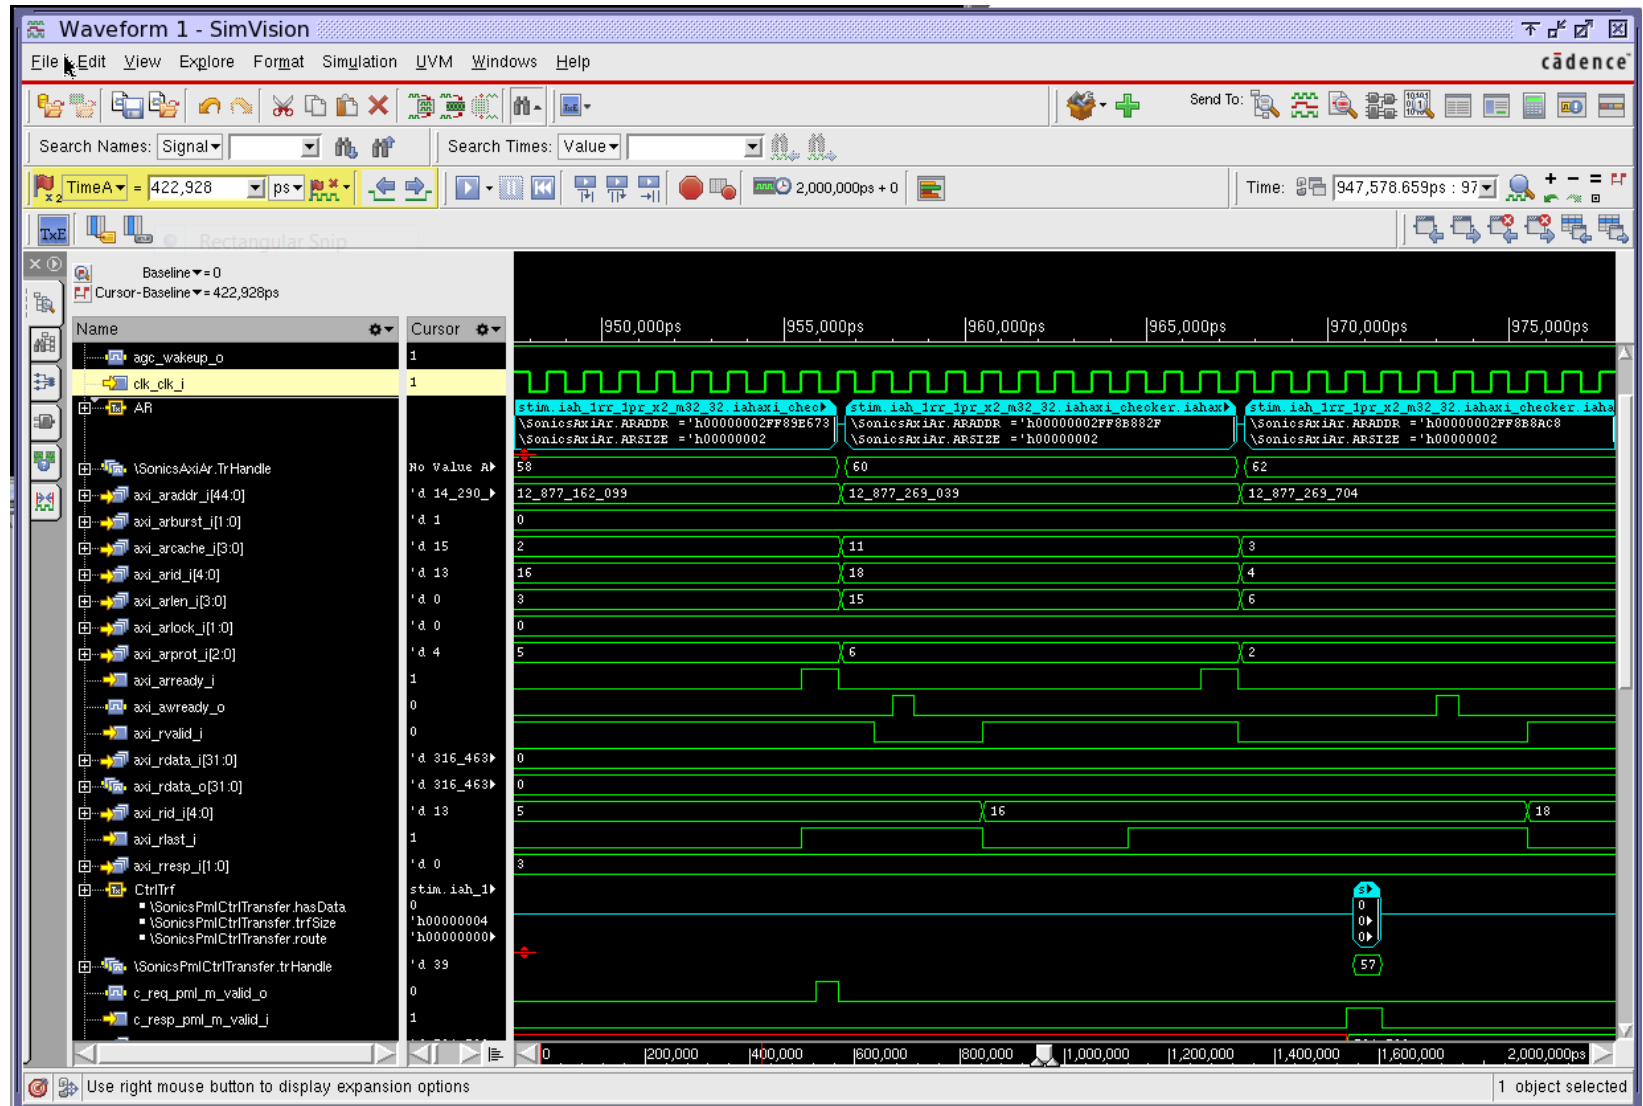 Waveform 1 - SimVision
File Edit View Explore Format Simulation UVM Windows Help
cādence
Send To:
Search Names: Signal
Search Times: Value
TimeA = 422,928 ps
2,000,000ps + 0
Time: 947,578.659ps : 97
TxE
Rectangular Snip
Baseline = 0
Cursor-Baseline = 422,928ps
Name Cursor
950,000ps 955,000ps 960,000ps 965,000ps 970,000ps 975,000ps
agc_wakeup_o 1
clk_clk_i 1
AR
stim.iah_1rr_1pr_x2_m32_32.iahaxi_chec stim.iah_1rr_1pr_x2_m32_32.iahaxi_checker.iahax stim.iah_1rr_1pr_x2_m32_32.iahaxi_checker.iaha
\SonicsAxiAr.ARADDR ='h00000002FF89E673 \SonicsAxiAr.ARADDR ='h00000002FF8B882F \SonicsAxiAr.ARADDR ='h00000002FF8B8AC8
\SonicsAxiAr.ARSIZE ='h00000002 \SonicsAxiAr.ARSIZE ='h00000002 \SonicsAxiAr.ARSIZE ='h00000002
\SonicsAxiAr.TrHandle No Value A 58 60 62
axi_araddr_i[44:0] 'd 14_290_ 12_877_162_099 12_877_269_039 12_877_269_704
axi_arburst_i[1:0] 'd 1 0
axi_arcache_i[3:0] 'd 15 2 11 3
axi_arid_i[4:0] 'd 13 16 18 4
axi_arlen_i[3:0] 'd 0 3 15 6
axi_arlock_i[1:0] 'd 0 0
axi_arprot_i[2:0] 'd 4 5 6 2
axi_arready_i 1
axi_awready_o 0
axi_rvalid_i 0
axi_rdata_i[31:0] 'd 316_463 0
axi_rdata_o[31:0] 'd 316_463 0
axi_rid_i[4:0] 'd 13 5 16 18
axi_rlast_i 1
axi_rresp_i[1:0] 'd 0 3
CtrlTrf stim.iah_1 s
\SonicsPmlCtrlTransfer.hasData 0 0
\SonicsPmlCtrlTransfer.trfSize 'h00000004 0
\SonicsPmlCtrlTransfer.route 'h00000000 0
\SonicsPmlCtrlTransfer.trHandle 'd 39 57
c_req_pml_m_valid_o 0
c_resp_pml_m_valid_i 1
0 200,000 400,000 600,000 800,000 1,000,000 1,200,000 1,400,000 1,600,000 2,000,000ps
Use right mouse button to display expansion options
1 object selected